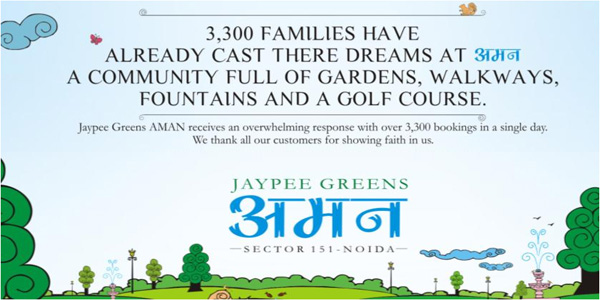 3,300 FAMILIES HAVE
ALREADY CAST THERE DREAMS AT अमन
A COMMUNITY FULL OF GARDENS, WALKWAYS,
FOUNTAINS AND A GOLF COURSE.
Jaypee Greens AMAN receives an overwhelming response with over 3,300 bookings in a single day.
We thank all our customers for showing faith in us.
JAYPEE GREENS
अमन
SECTOR 151-NOIDA